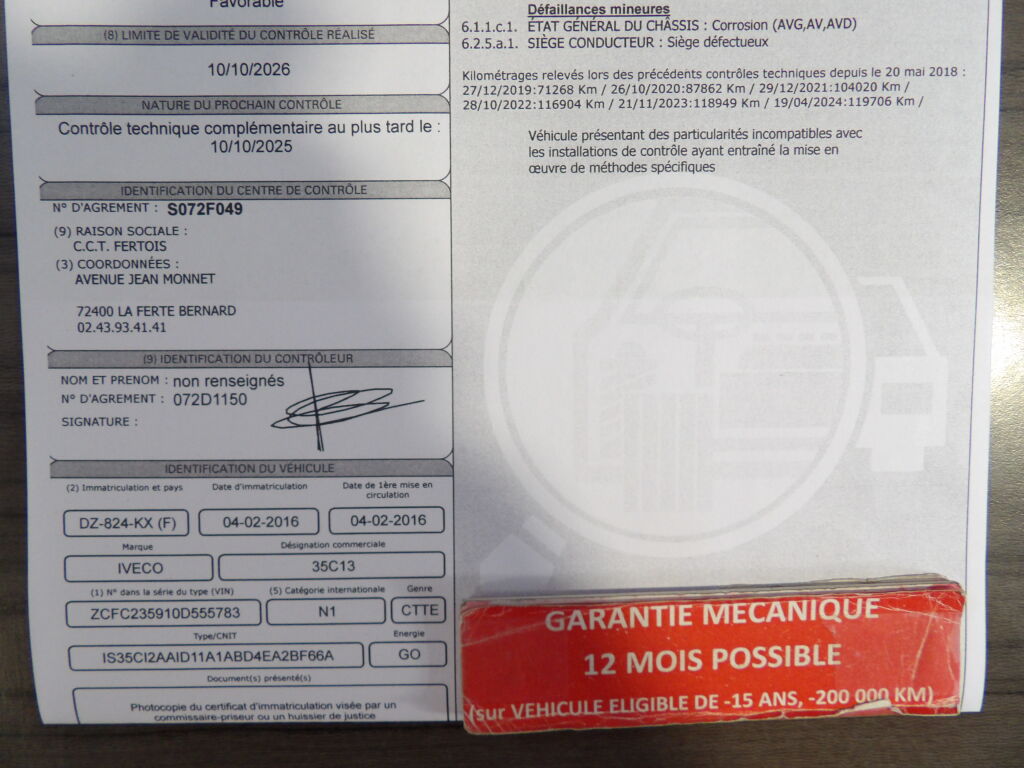 Favorable
(8) LIMITE DE VALIDITÉ DU CONTRÔLE RÉALISÉ
10/10/2026
NATURE DU PROCHAIN CONTRÔLE
Contrôle technique complémentaire au plus tard le :
10/10/2025
IDENTIFICATION DU CENTRE DE CONTRÔLE
N° D'AGREMENT : S072F049
(9) RAISON SOCIALE :
C.C.T. FERTOIS
(3) COORDONNÉES :
AVENUE JEAN MONNET
72400 LA FERTE BERNARD
02.43.93.41.41
(9) IDENTIFICATION DU CONTRÔLEUR
NOM ET PRENOM : non renseignés
N° D'AGREMENT : 072D1150
SIGNATURE :
IDENTIFICATION DU VÉHICULE
(2) Immatriculation et pays Date d'immatriculation Date de 1ère mise en
circulation
DZ-824-KX (F) 04-02-2016 04-02-2016
Marque Désignation commerciale
IVECO 35C13
(1) N° dans la série du type (VIN) (5) Catégorie internationale Genre
ZCFC235910D555783 N1 CTTE
Type/CNIT Energie
IS35CI2AAID11A1ABD4EA2BF66A GO
Document(s) présenté(s)
Photocopie du certificat d'immatriculation visée par un
commissaire-priseur ou un huissier de justice
Défaillances mineures
6.1.1.c.1. ÉTAT GÉNÉRAL DU CHÂSSIS : Corrosion (AVG,AV,AVD)
6.2.5.a.1. SIÈGE CONDUCTEUR : Siège défectueux
Kilométrages relevés lors des précédents contrôles techniques depuis le 20 mai 2018 :
27/12/2019:71268 Km / 26/10/2020:87862 Km / 29/12/2021:104020 Km /
28/10/2022:116904 Km / 21/11/2023:118949 Km / 19/04/2024:119706 Km /
Véhicule présentant des particularités incompatibles avec
les installations de contrôle ayant entraîné la mise en
œuvre de méthodes spécifiques
GARANTIE MECANIQUE
12 MOIS POSSIBLE
(sur VEHICULE ELIGIBLE DE -15 ANS, -200 000 KM)